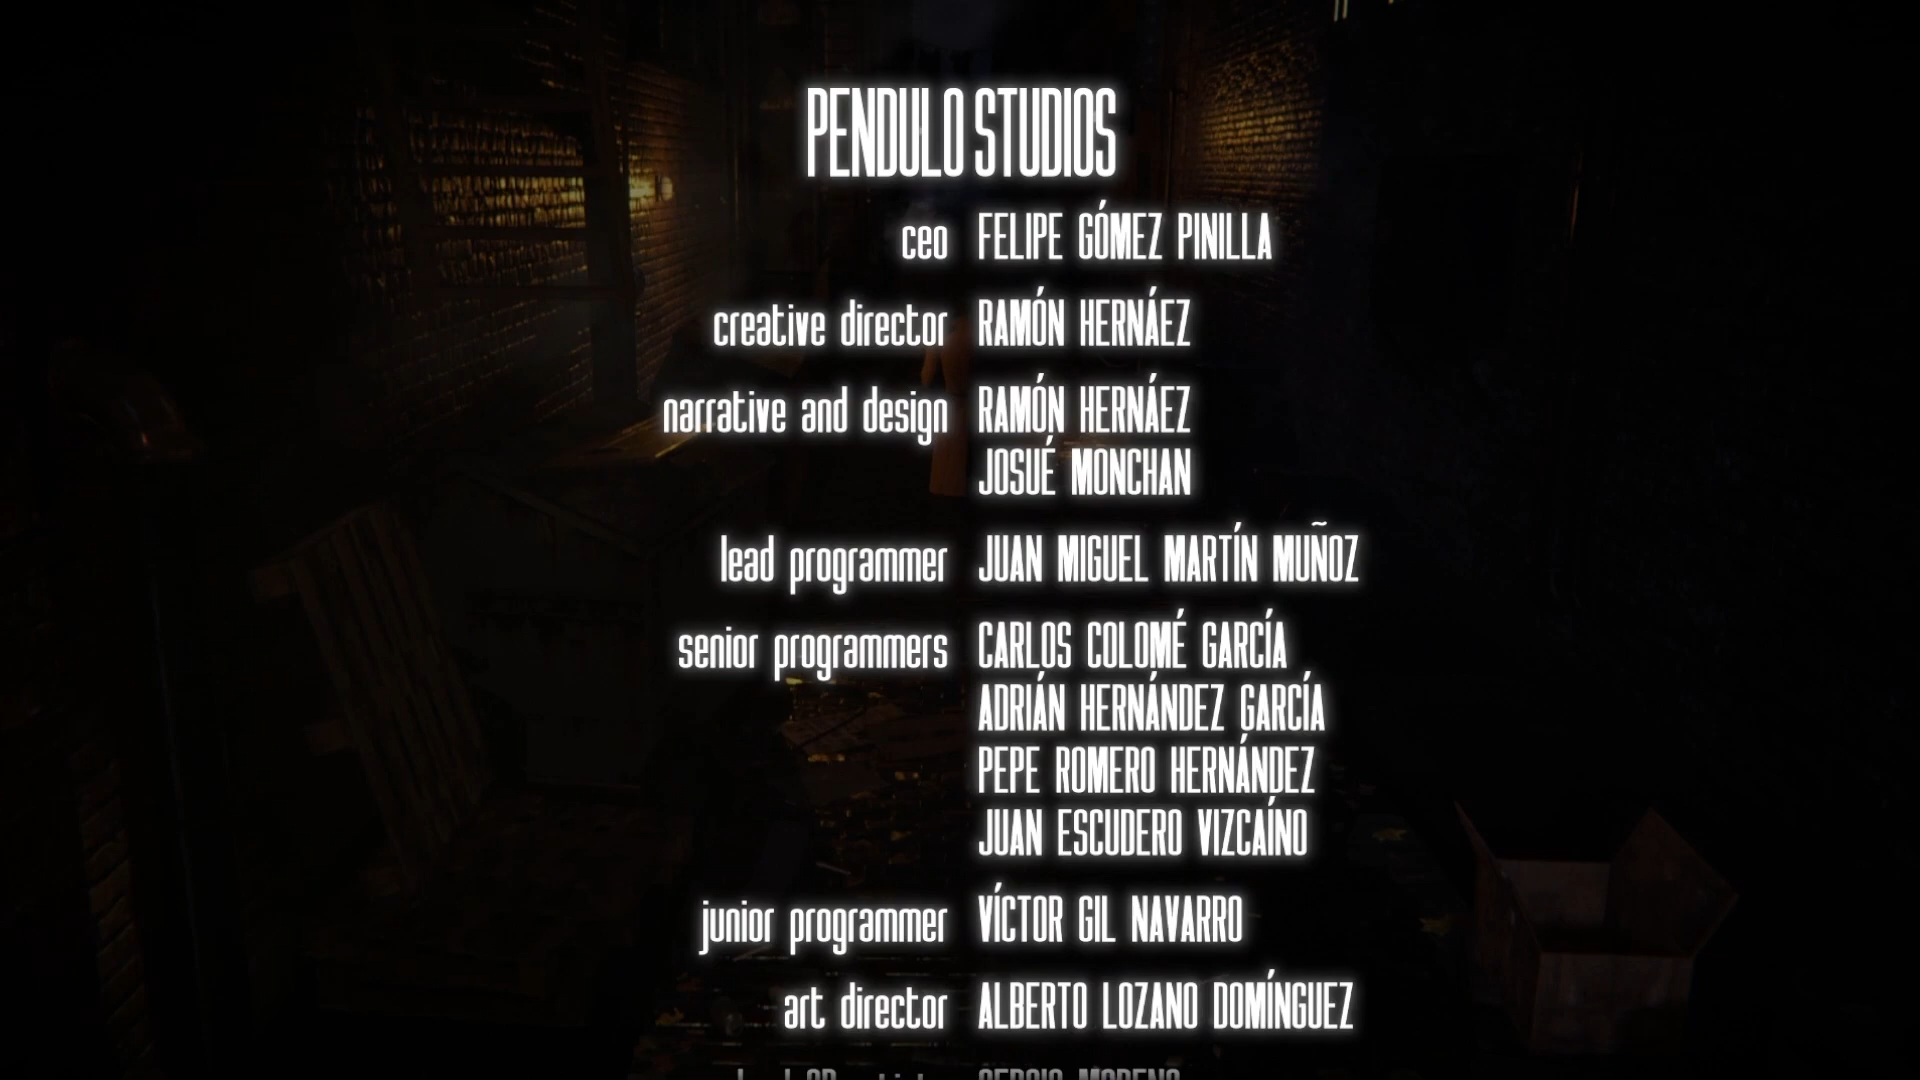 PENDULO STUDIOS
ceo FELIPE GÓMEZ PINILLA
creative director RAMÓN HERNÁEZ
narrative and design RAMÓN HERNÁEZ
JOSUÉ MONCHAN
lead programmer JUAN MIGUEL MARTÍN MUÑOZ
senior programmers CARLOS COLOMÉ GARCÍA
ADRIÁN HERNÁNDEZ GARCÍA
PEPE ROMERO HERNÁNDEZ
JUAN ESCUDERO VIZCAÍNO
junior programmer VÍCTOR GIL NAVARRO
art director ALBERTO LOZANO DOMÍNGUEZ